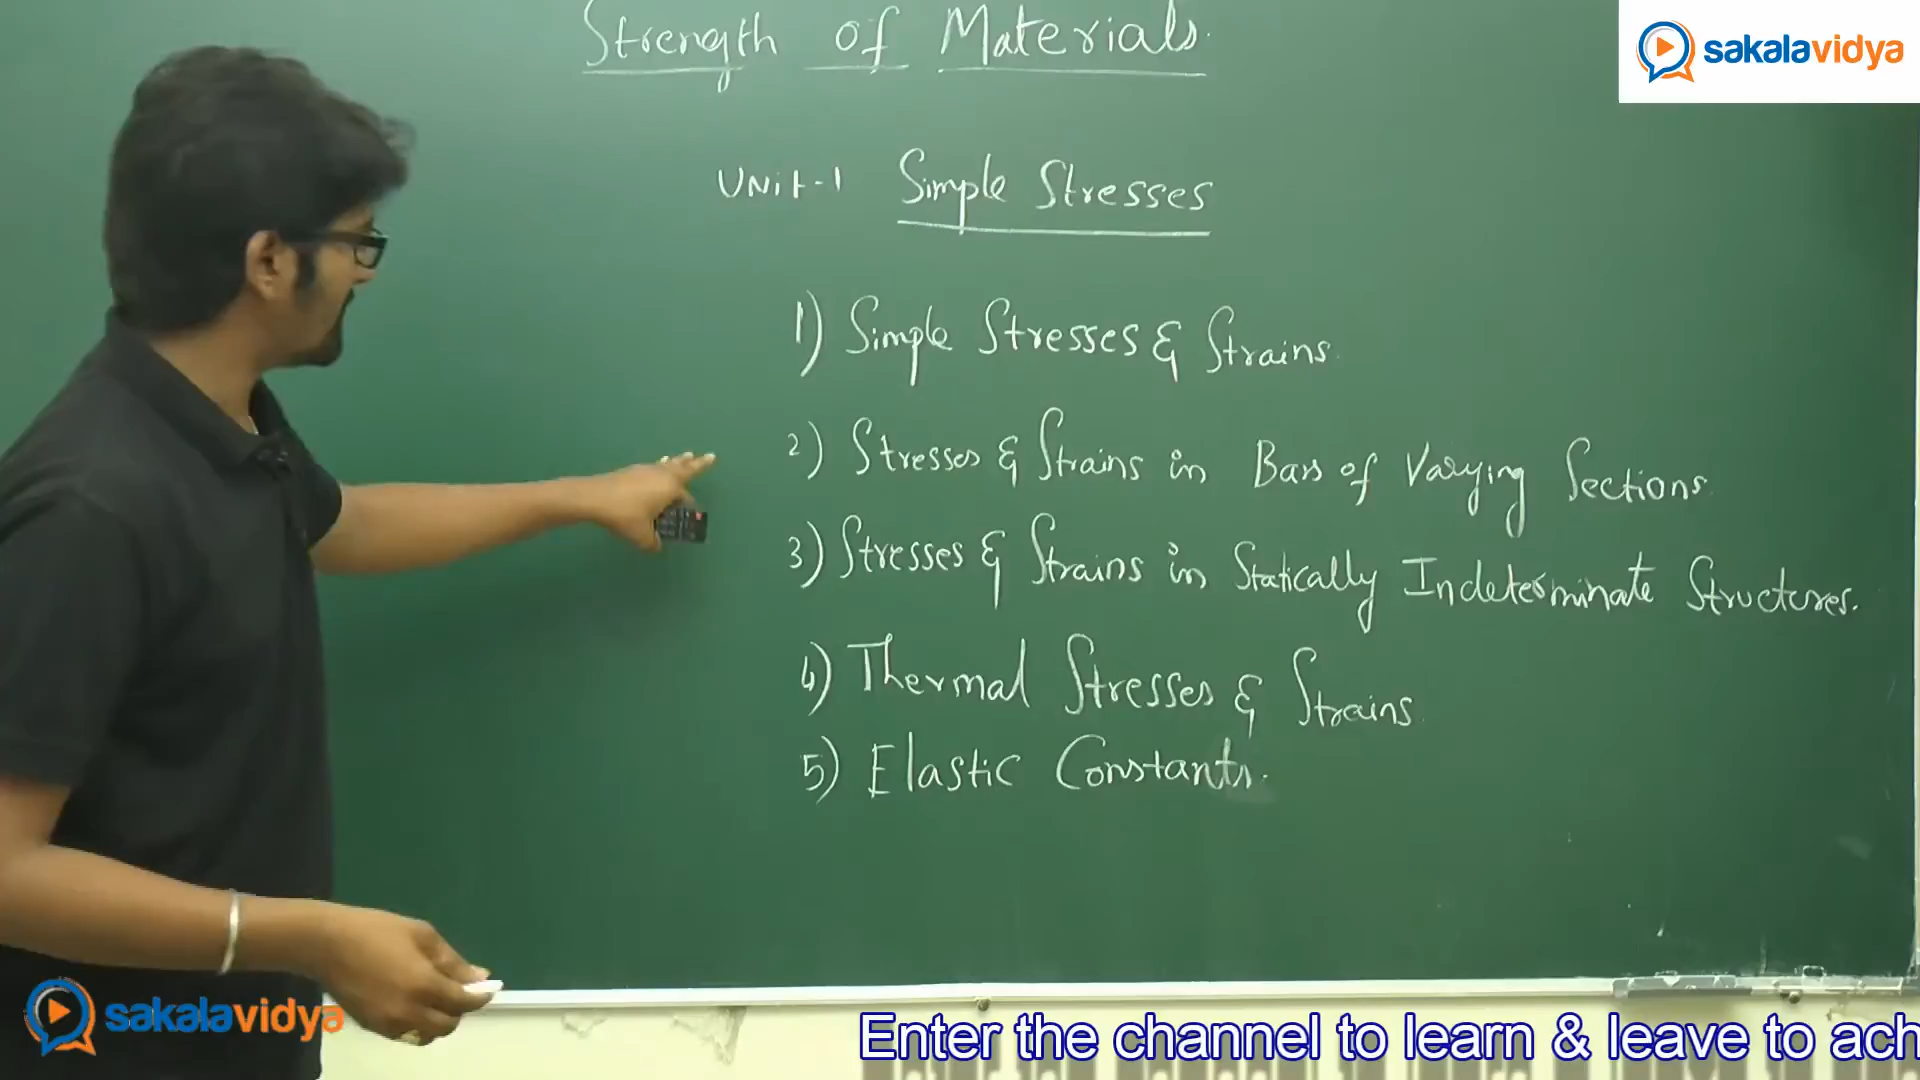 Strength of Materials.
sakalavidya
Unit-1 Simple Stresses
1) Simple Stresses & Strains.
2) Stresses & Strains in Bars of Varying Sections.
3) Stresses & Strains in Statically Indeterminate Structures.
4) Thermal Stresses & Strains.
5) Elastic Constants.
sakalavidya
Enter the channel to learn & leave to ach